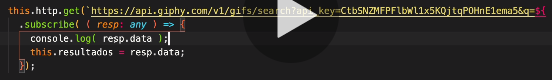 this.http.get(`https://api.giphy.com/v1/gifs/search?api_key=CtbSNZMFPFlbWl1x5KQjtqPOHnE1ema5&q=${
.subscribe( ( resp: any ) => {
console.log( resp.data );
this.resultados = resp.data;
});